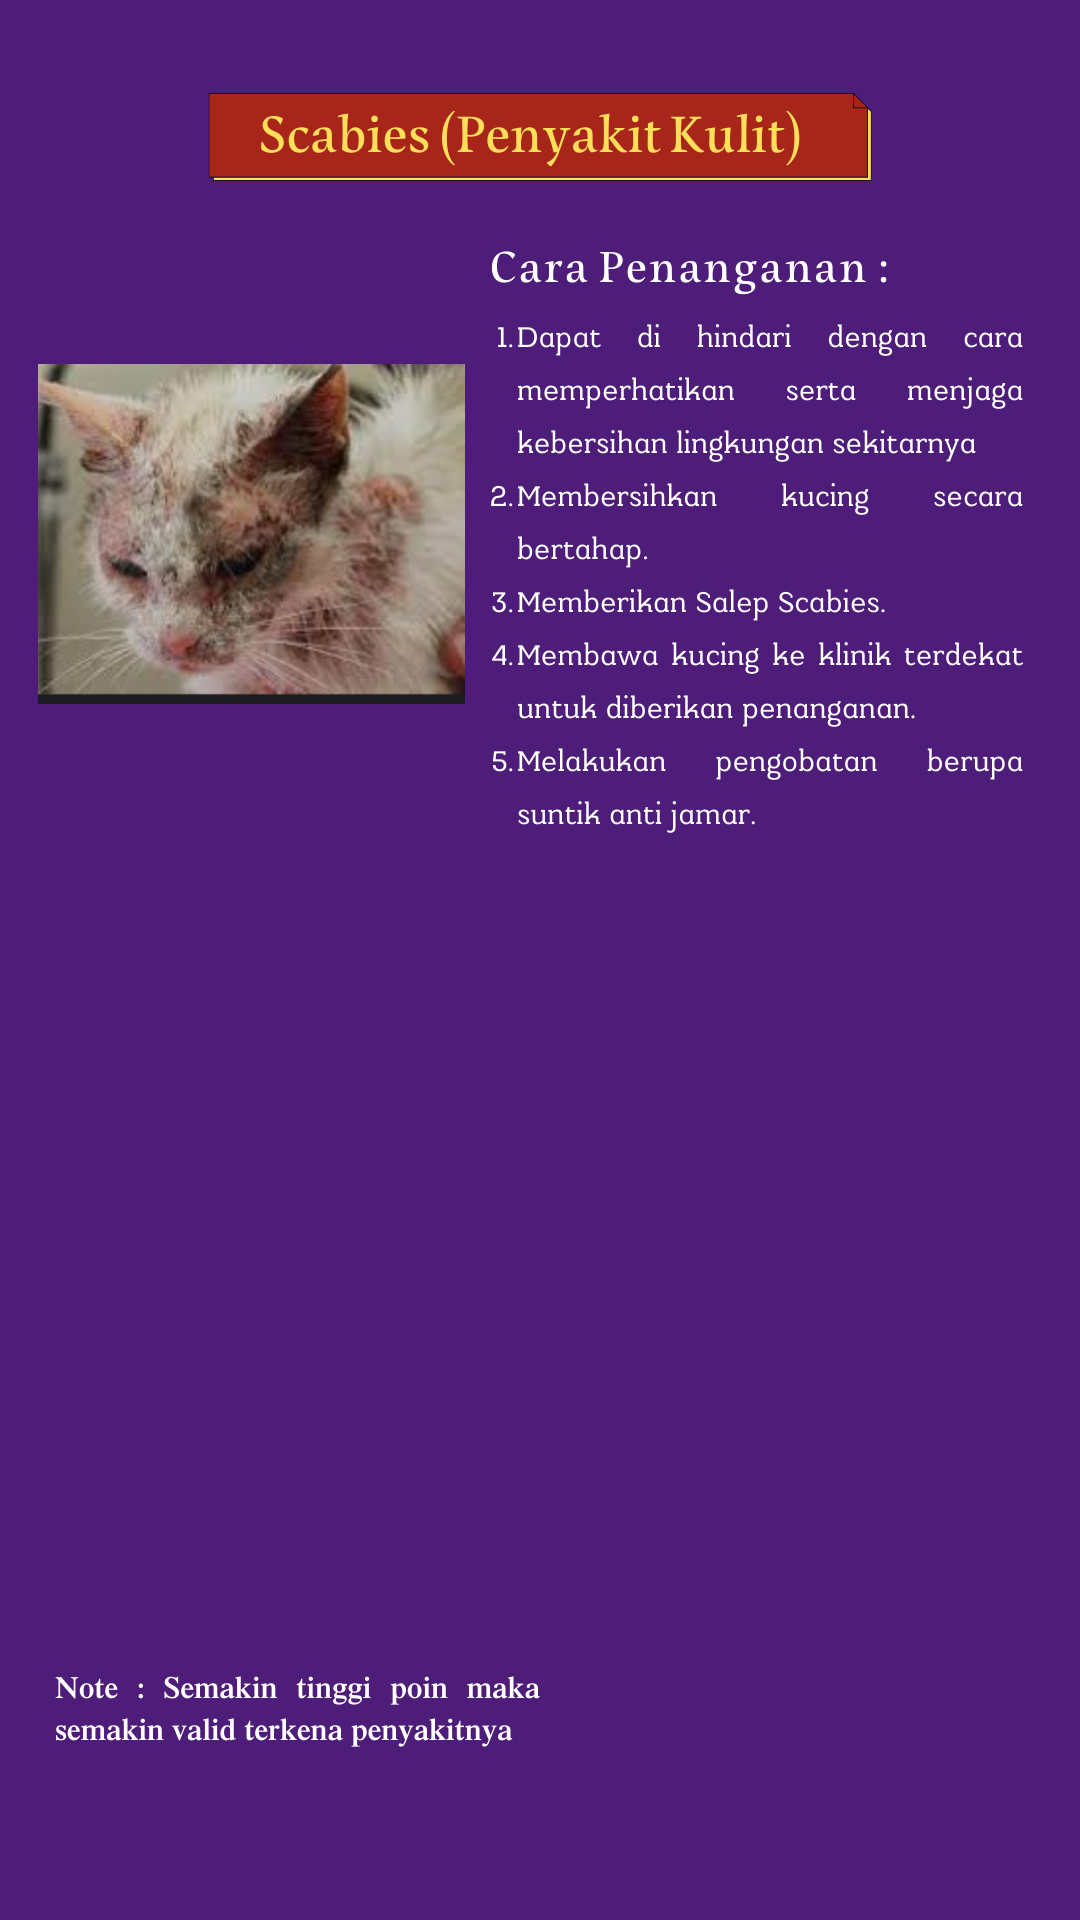 Scabies (Penyakit Kulit)
Cara Penanganan :
1. Dapat di hindari dengan cara
memperhatikan serta menjaga
kebersihan lingkungan sekitarnya
2. Membersihkan kucing secara
bertahap.
3. Memberikan Salep Scabies.
4. Membawa kucing ke klinik terdekat
untuk diberikan penanganan.
5. Melakukan pengobatan berupa
suntik anti jamar.
Note : Semakin tinggi poin maka
semakin valid terkena penyakitnya